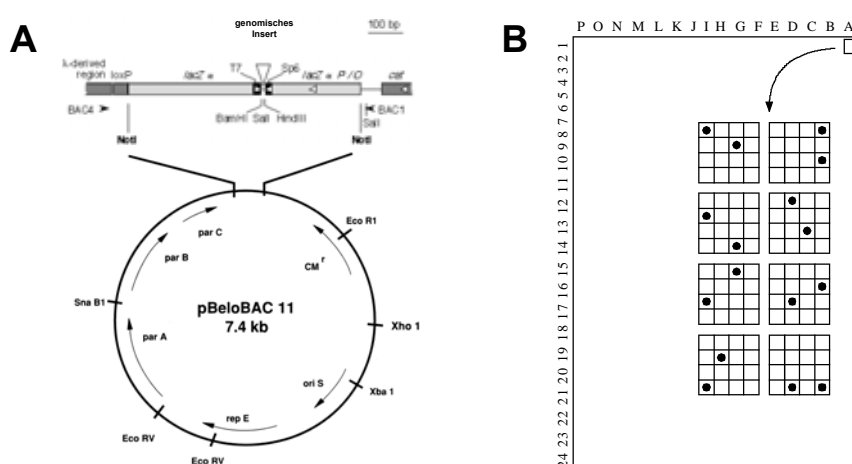 A
genomisches
Insert
100 bp
λ-derived
region
loxP
lacZ α
T7
Sp6
lacZ α P/O
cat
BAC4
BamHI
SalI
HindIII
BAC1
SalI
NotI
NotI
par C
Eco R1
par B
CM r
Sna B1
pBeloBAC 11
7.4 kb
Xho 1
par A
ori S
Xba 1
rep E
Eco RV
Eco RV
B
P O N M L K J I H G F E D C B A
1
2
3
4
5
6
7
8
9
10
11
12
13
14
15
16
17
18
19
20
21
22
23
24